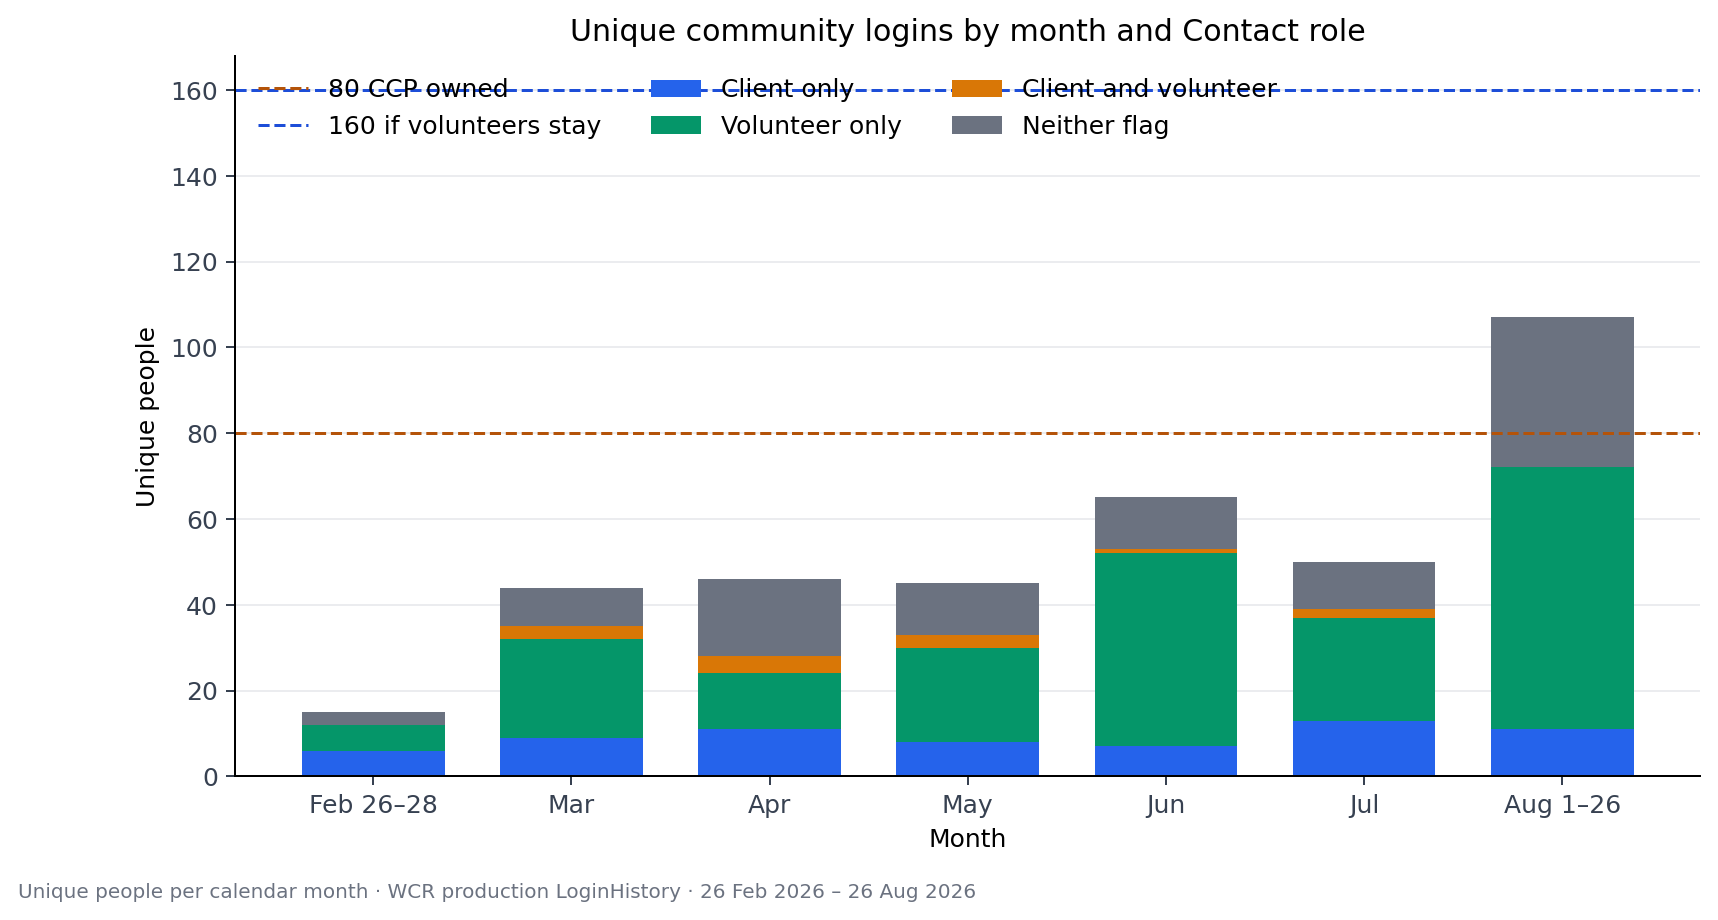 Unique community logins by month and Contact role
80 CCP owned
160 if volunteers stay
Client only
Volunteer only
Client and volunteer
Neither flag
Unique people
160
140
120
100
80
60
40
20
0
Feb 26–28
Mar
Apr
May
Jun
Jul
Aug 1–26
Month
Unique people per calendar month · WCR production LoginHistory · 26 Feb 2026 – 26 Aug 2026